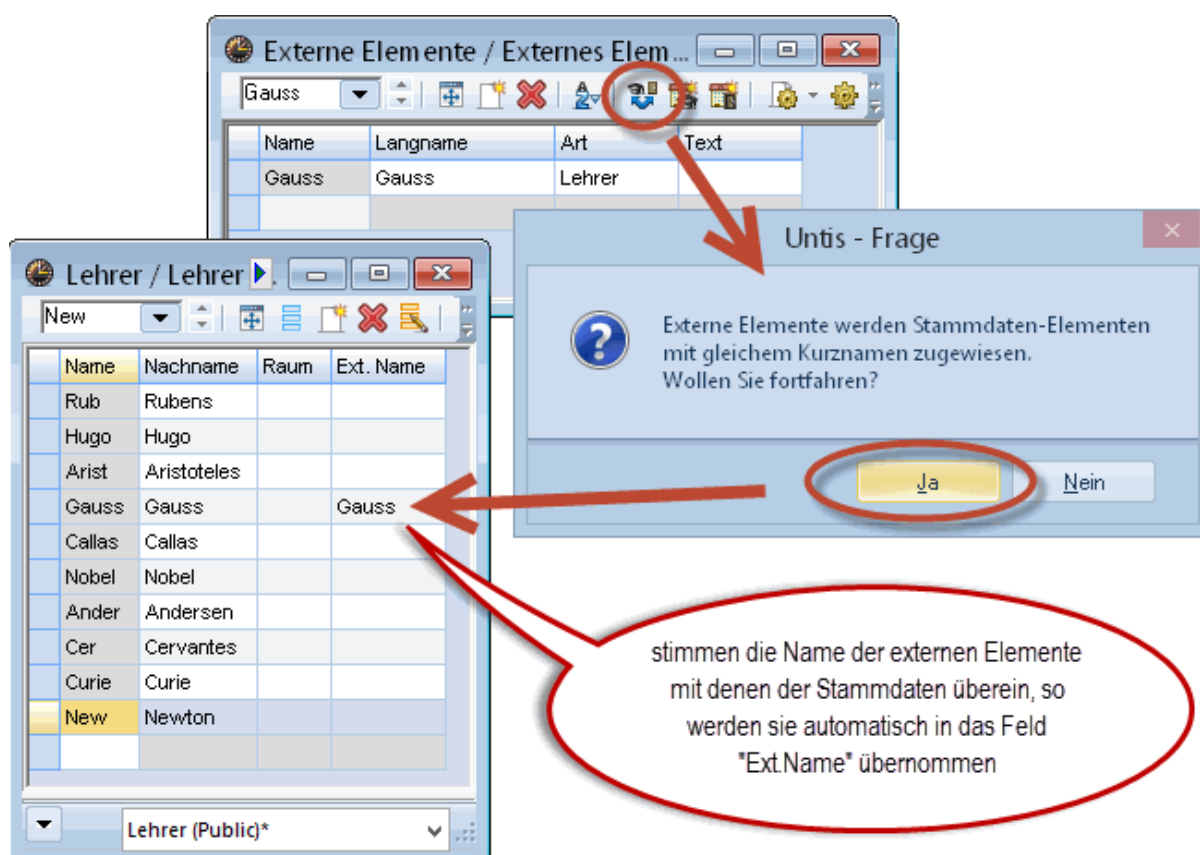 Externe Elemente / Externes Elem...
Gauss
Name Langname Art Text
Gauss Gauss Lehrer
Untis - Frage
Externe Elemente werden Stammdaten-Elementen
mit gleichem Kurznamen zugewiesen.
Wollen Sie fortfahren?
Ja Nein
Lehrer / Lehrer .
New
Name Nachname Raum Ext. Name
Rub Rubens
Hugo Hugo
Arist Aristoteles
Gauss Gauss Gauss
Callas Callas
Nobel Nobel
Ander Andersen
Cer Cervantes
Curie Curie
New Newton
Lehrer (Public)*
stimmen die Name der externen Elemente
mit denen der Stammdaten überein, so
werden sie automatisch in das Feld
"Ext.Name" übernommen